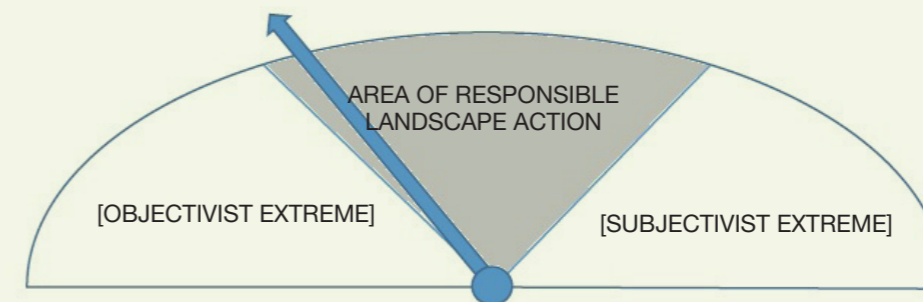 AREA OF RESPONSIBLE
LANDSCAPE ACTION
[OBJECTIVIST EXTREME]
[SUBJECTIVIST EXTREME]